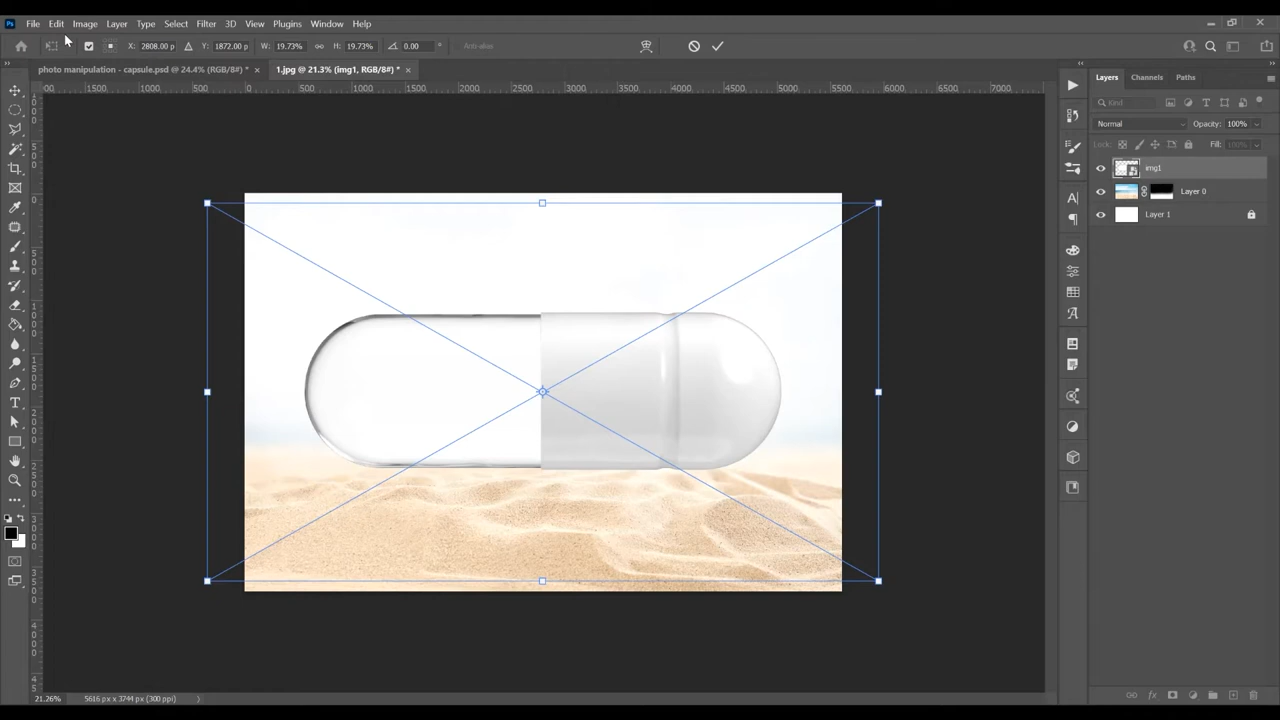 Ps File Edit Image Layer Type Select Filter 3D View Plugins Window Help
X: 2808.00 p Y: 1872.00 p W: 19.73% H: 19.73% 0.00 ° Anti-alias
photo manipulation - capsule.psd @ 24.4% (RGB/8#) * × 1.jpg @ 21.3% (img1, RGB/8#) * ×
00 1500 1000 500 0 500 1000 1500 2000 2500 3000 3500 4000 4500 5000 5500 6000 6500 7000
Layers Channels Paths
Kind
Normal Opacity: 100%
Lock: Fill: 100%
img1
Layer 0
Layer 1
21.26% 5616 px x 3744 px (300 ppi)